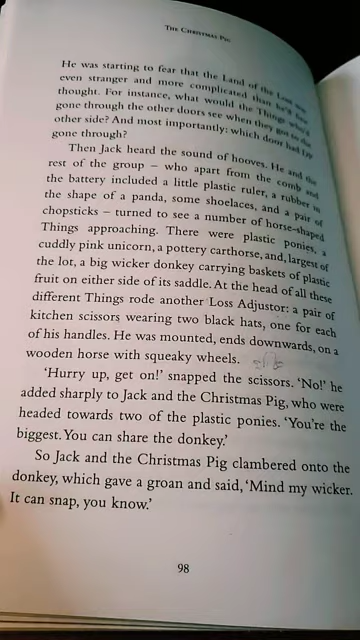 THE CHRISTMAS PIG
He was starting to fear that the Land of the Lost was
even stranger and more complicated than he'd first
thought. For instance, what would the Things who'd
gone through the other doors see when they got to the
other side? And most importantly: which door had DP
gone through?
Then Jack heard the sound of hooves. He and the
rest of the group – who apart from the comb and
the battery included a little plastic ruler, a rubber in
the shape of a panda, some shoelaces, and a pair of
chopsticks – turned to see a number of horse-shaped
Things approaching. There were plastic ponies, a
cuddly pink unicorn, a pottery carthorse, and, largest of
the lot, a big wicker donkey carrying baskets of plastic
fruit on either side of its saddle. At the head of all these
different Things rode another Loss Adjustor: a pair of
kitchen scissors wearing two black hats, one for each
of his handles. He was mounted, ends downwards, on a
wooden horse with squeaky wheels.
'Hurry up, get on!' snapped the scissors. 'No!' he
added sharply to Jack and the Christmas Pig, who were
headed towards two of the plastic ponies. 'You're the
biggest. You can share the donkey.'
So Jack and the Christmas Pig clambered onto the
donkey, which gave a groan and said, 'Mind my wicker.
It can snap, you know.'
98